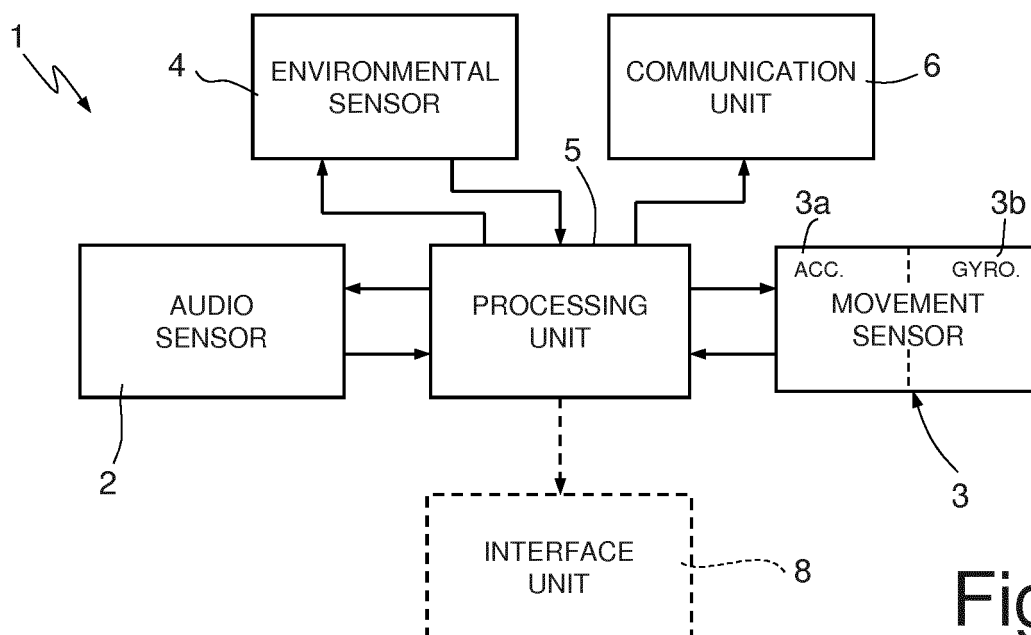 1
4
ENVIRONMENTAL
SENSOR
COMMUNICATION
UNIT
6
5
3a
3b
ACC.
GYRO.
AUDIO
SENSOR
PROCESSING
UNIT
MOVEMENT
SENSOR
2
3
INTERFACE
UNIT
8
Fig